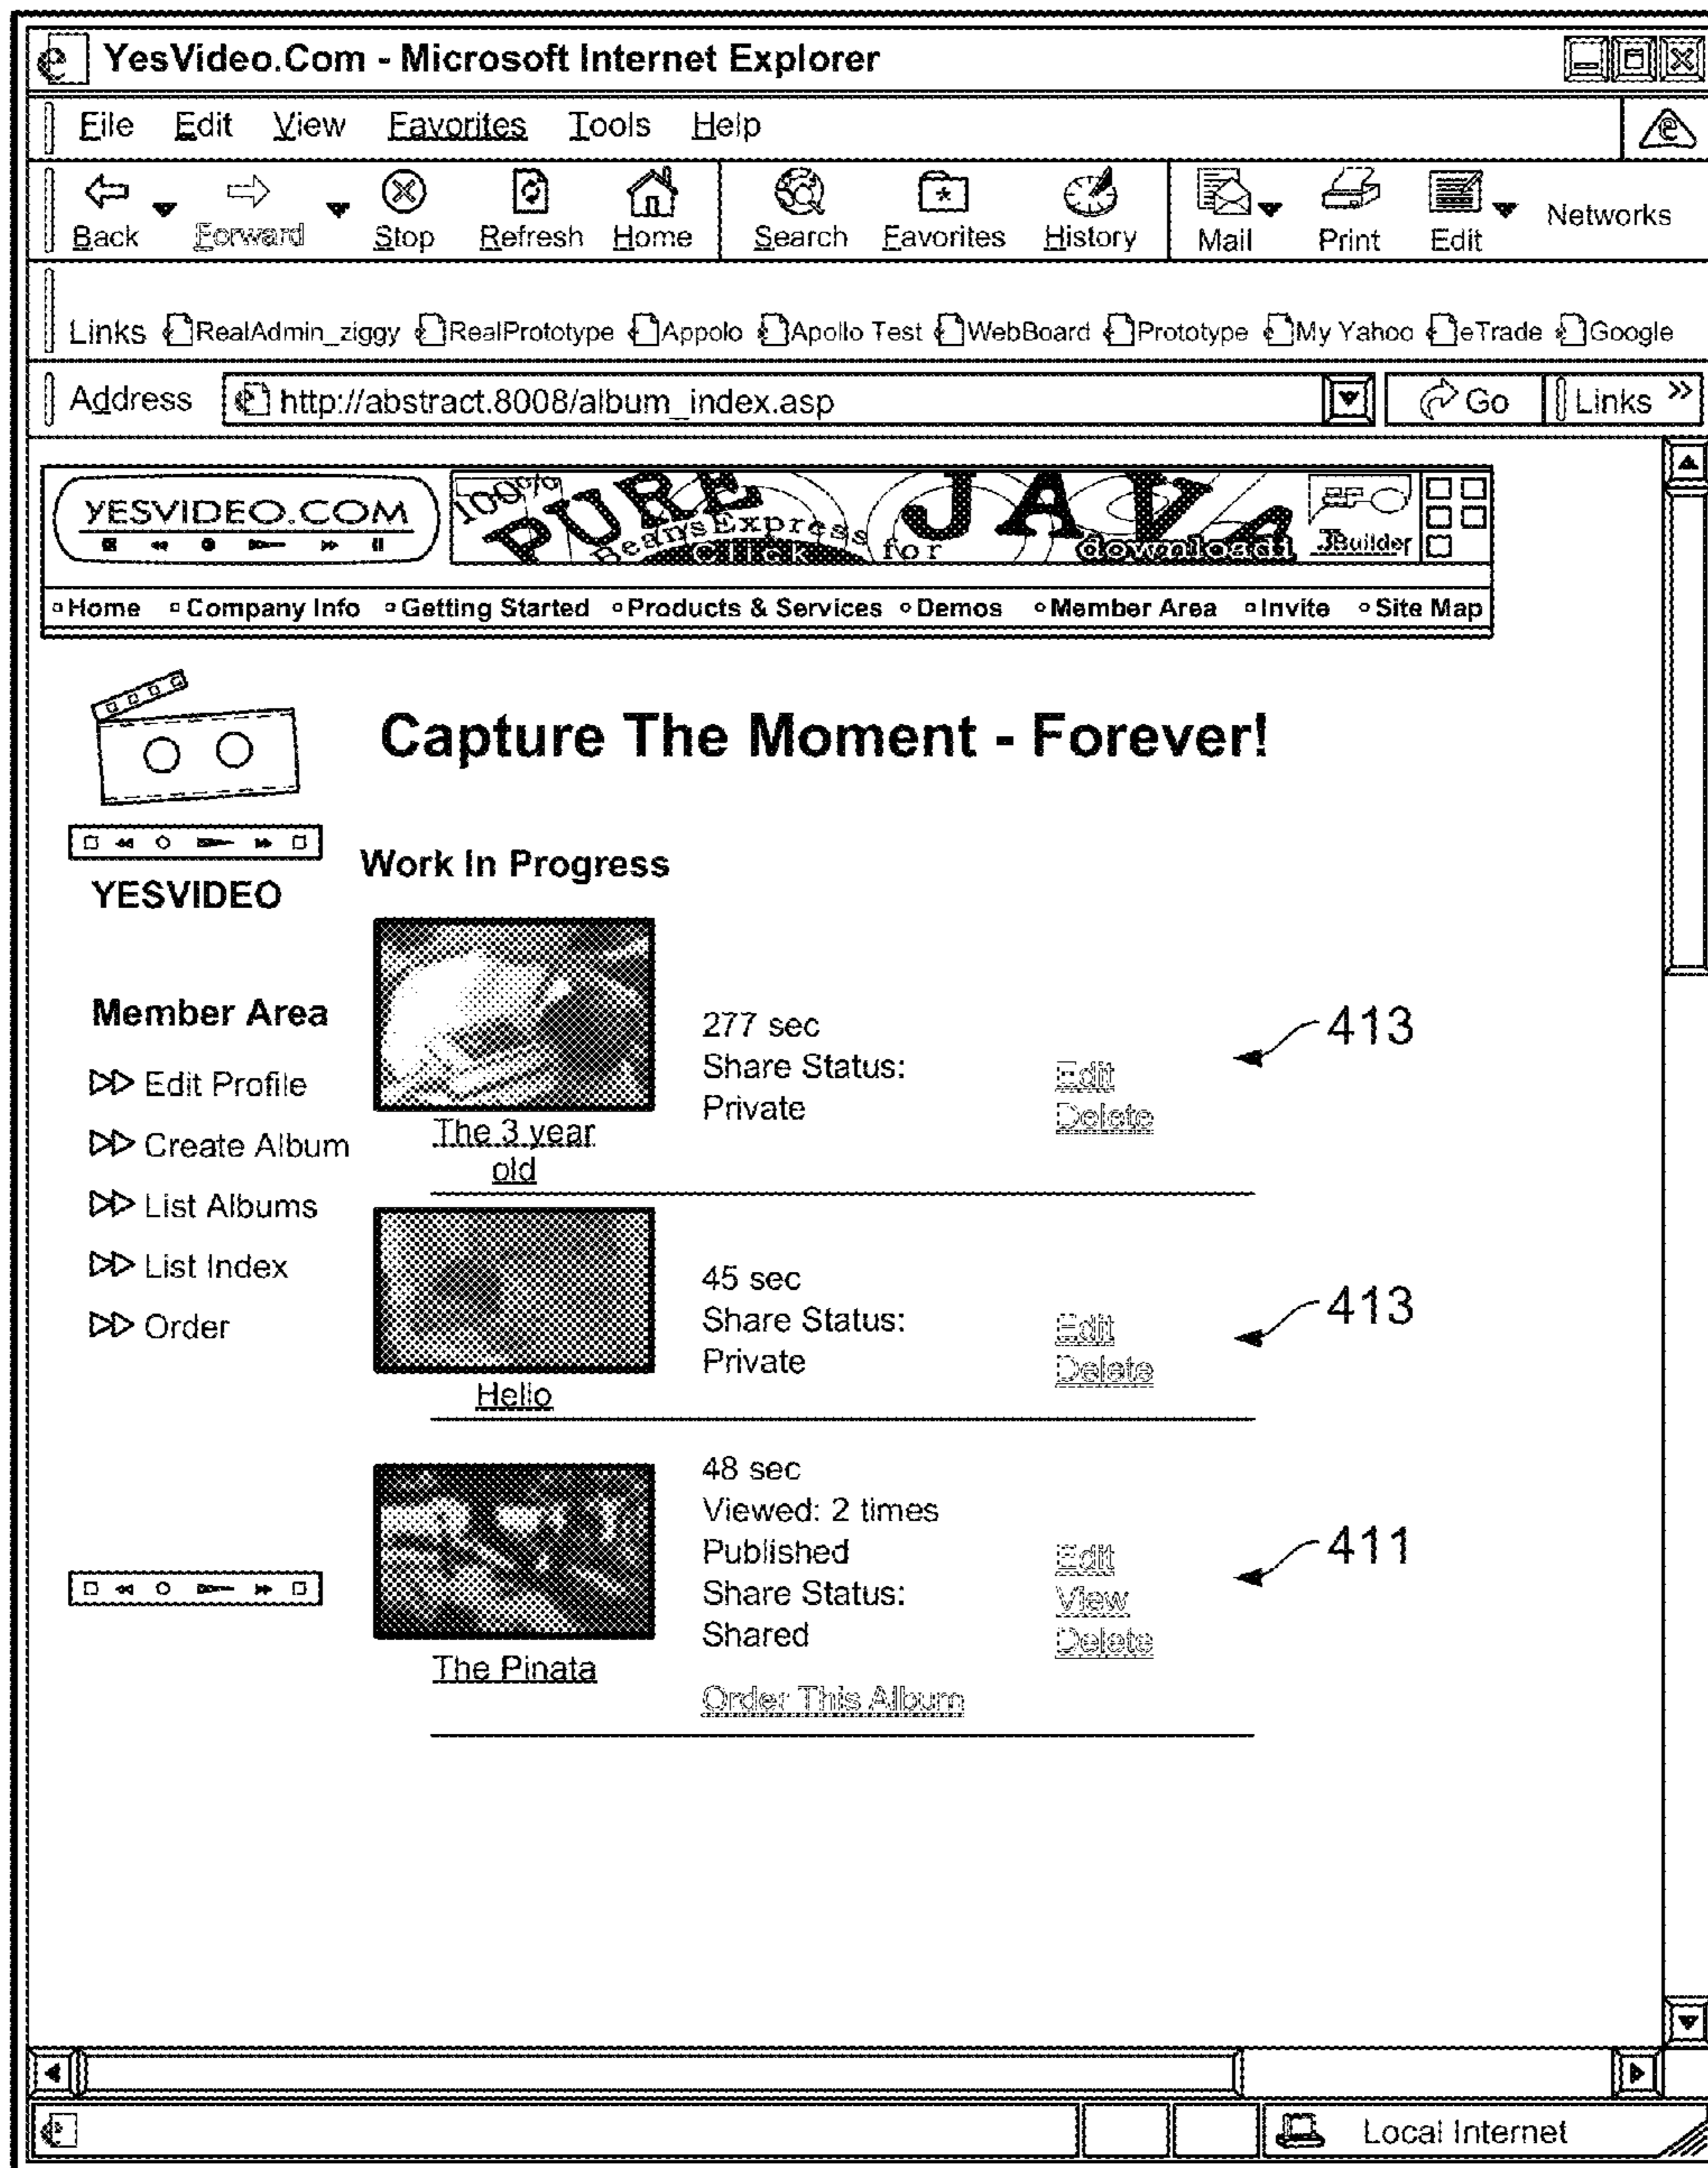 YesVideo.Com - Microsoft Internet Explorer
File Edit View Favorites Tools Help
Back Forward Stop Refresh Home Search Favorites History Mail Print Edit Networks
Links RealAdmin_ziggy RealPrototype Appolo Apollo Test WebBoard Prototype My Yahoo eTrade Google
Address http://abstract.8008/album_index.asp Go Links »
YESVIDEO.COM
100% PURE JAVA
BeansExpress for
Click download! JBuilder
Home Company Info Getting Started Products & Services Demos Member Area Invite Site Map
Capture The Moment - Forever!
YESVIDEO
Work In Progress
Member Area
Edit Profile
Create Album
List Albums
List Index
Order
The 3 year
old
277 sec
Share Status:
Private
Edit
Delete
413
Hello
45 sec
Share Status:
Private
Edit
Delete
413
The Pinata
48 sec
Viewed: 2 times
Published
Share Status:
Shared
Edit
View
Delete
411
Order This Album
Local Internet